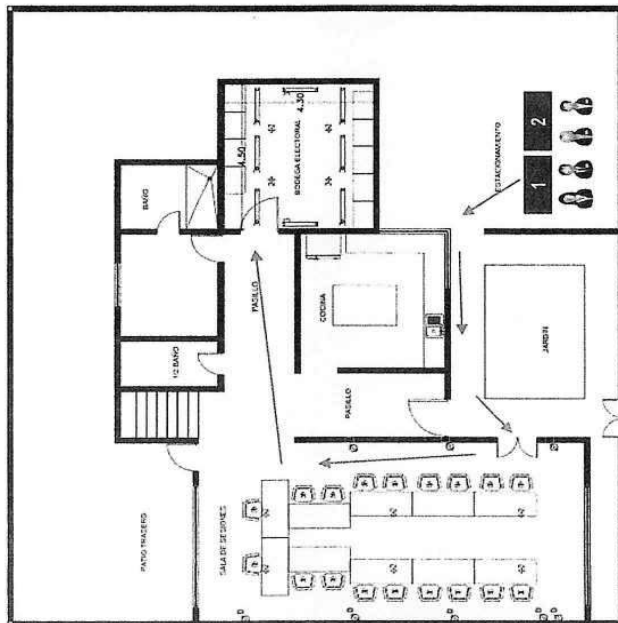 BAÑO
4.50
4.30
BODEGA ELECTORAL
ESTACIONAMIENTO
1
2
PASILLO
COCINA
1/2 BAÑO
PASILLO
JARDIN
PATIO TRASERO
SALA DE SESIONES